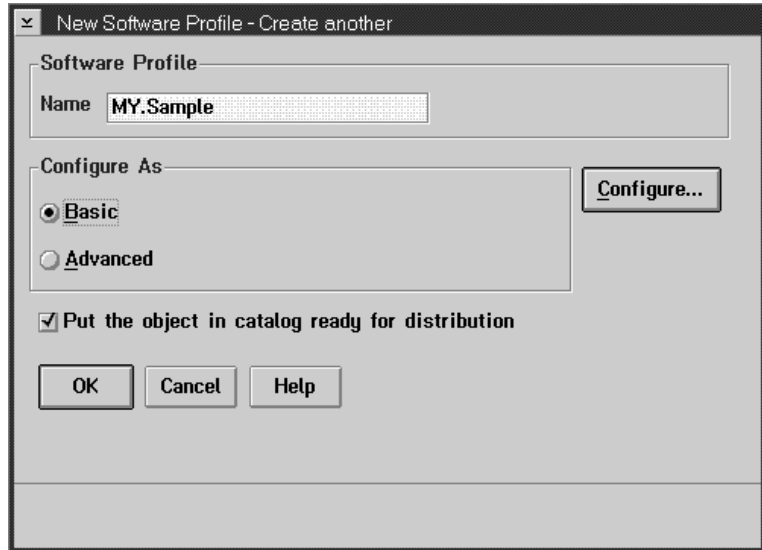 New Software Profile - Create another
Software Profile
Name MY.Sample
Configure As
Basic
Configure...
Advanced
Put the object in catalog ready for distribution
OK Cancel Help